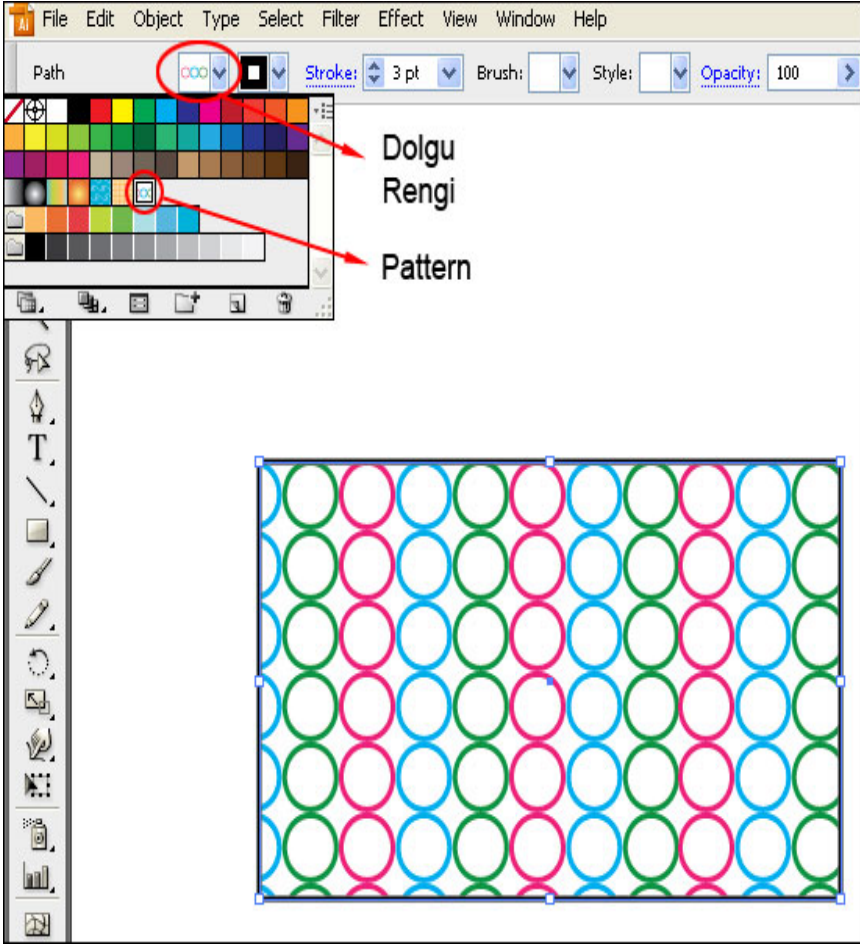 Ai File Edit Object Type Select Filter Effect View Window Help
Path Stroke: 3 pt Brush: Style: Opacity: 100
Dolgu
Rengi
Pattern
T